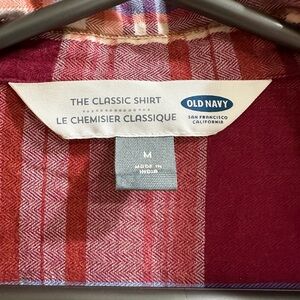 THE CLASSIC SHIRT
LE CHEMISIER CLASSIQUE
OLD NAVY
SAN FRANCISCO
CALIFORNIA
M
MADE IN
INDIA